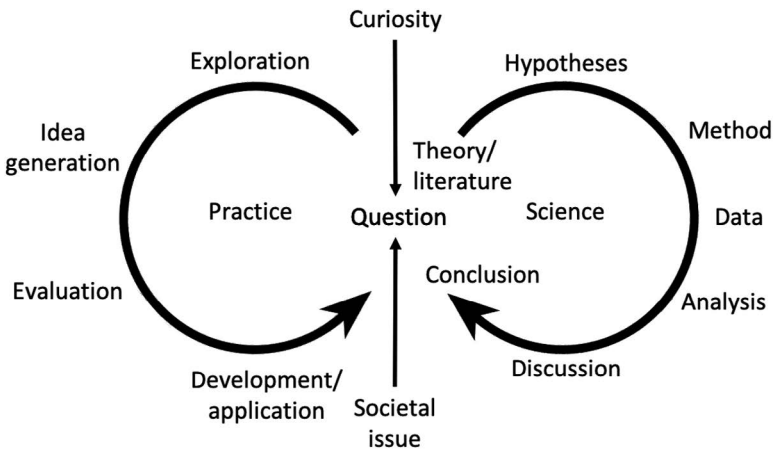 Curiosity
Exploration
Hypotheses
Idea
generation
Method
Theory/
literature
Practice
Question
Science
Data
Evaluation
Conclusion
Analysis
Discussion
Development/
application
Societal
issue